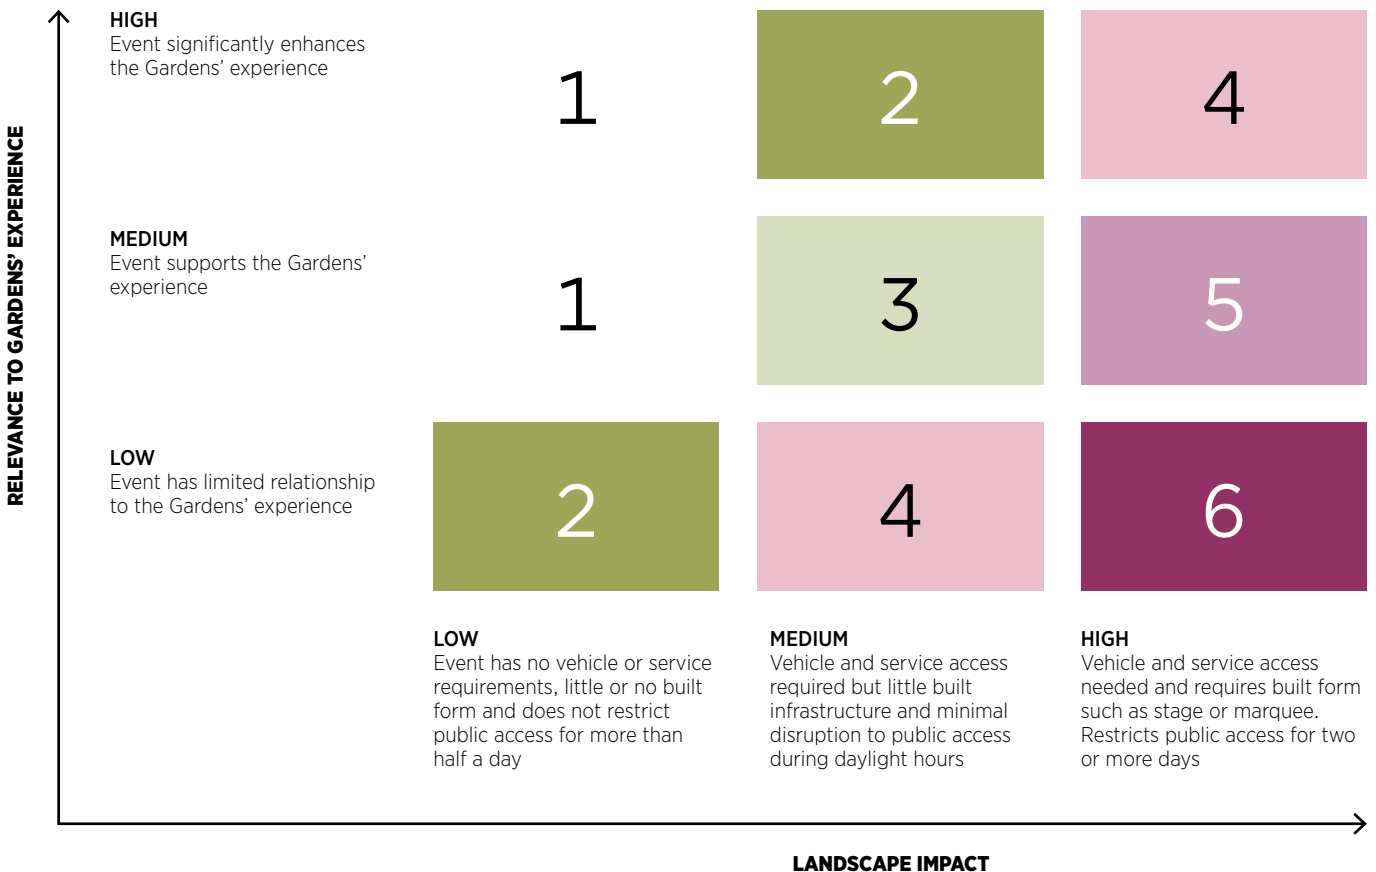 RELEVANCE TO GARDENS’ EXPERIENCE
HIGH
Event significantly enhances
the Gardens’ experience
1
2
4
MEDIUM
Event supports the Gardens’
experience
1
3
5
LOW
Event has limited relationship
to the Gardens’ experience
2
4
6
LOW
Event has no vehicle or service
requirements, little or no built
form and does not restrict
public access for more than
half a day
MEDIUM
Vehicle and service access
required but little built
infrastructure and minimal
disruption to public access
during daylight hours
HIGH
Vehicle and service access
needed and requires built form
such as stage or marquee.
Restricts public access for two
or more days
LANDSCAPE IMPACT